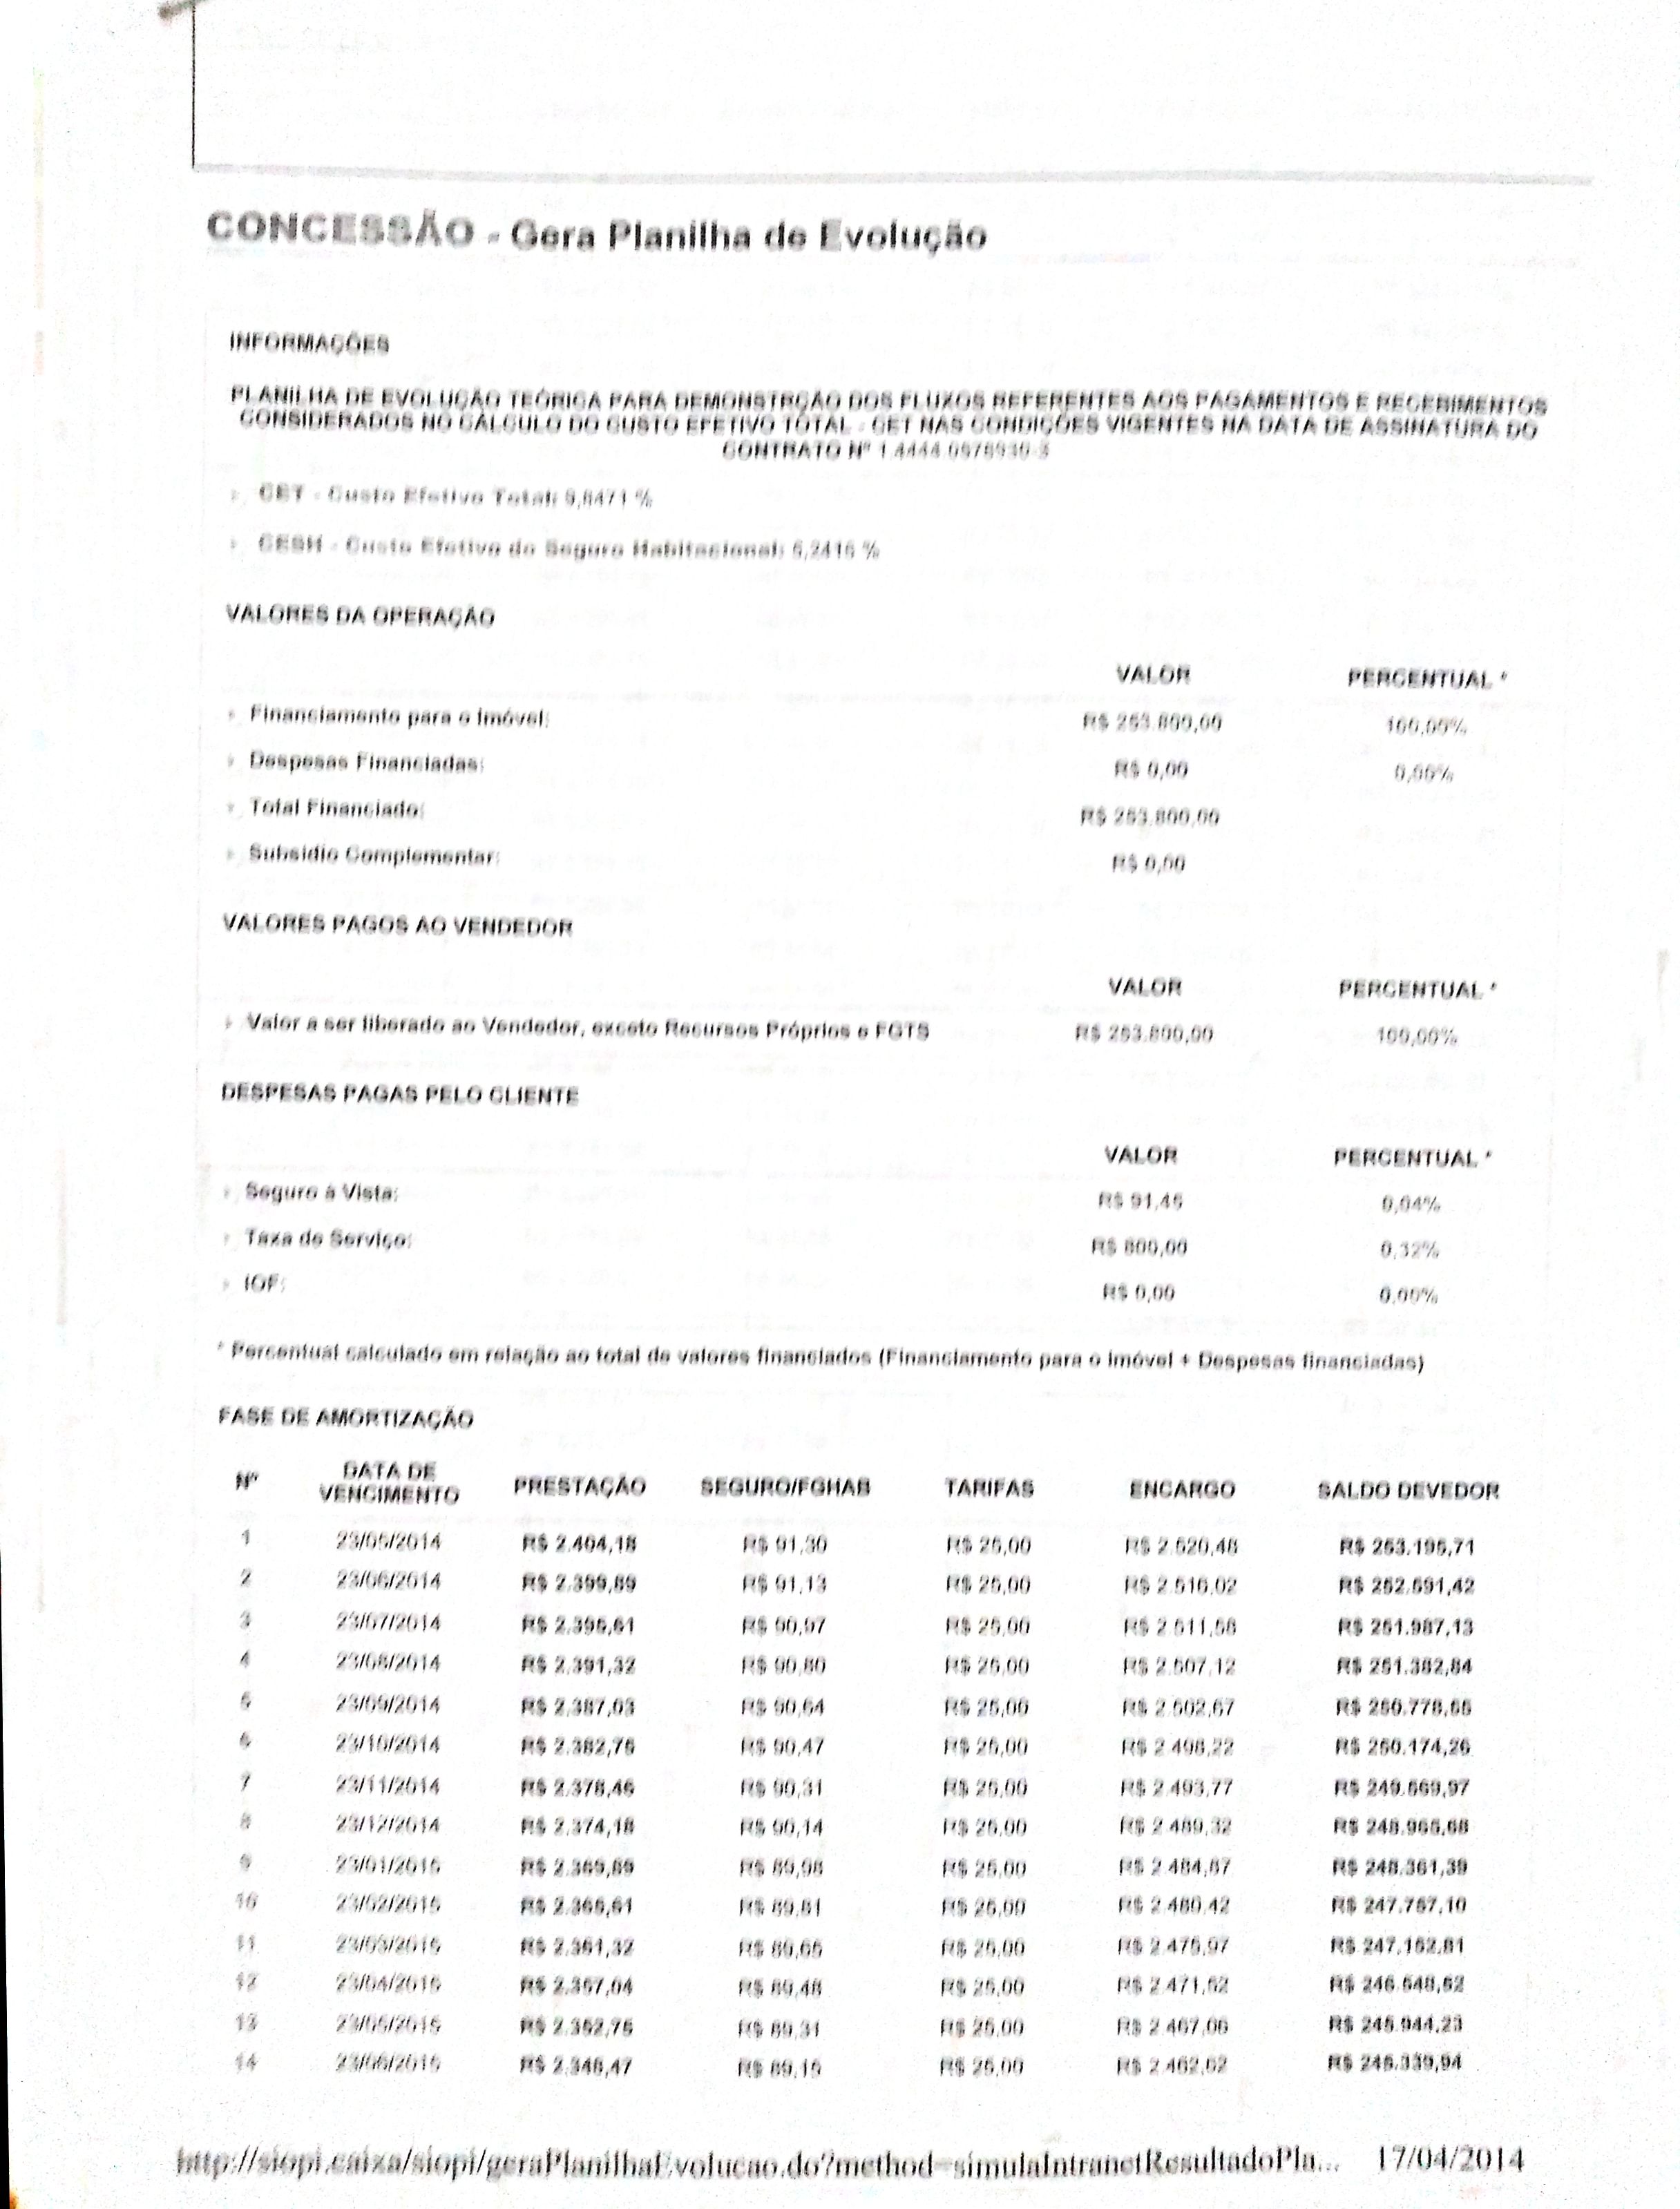 CONCESSÃO - Gera Planilha de Evolução
INFORMAÇÕES
PLANILHA DE EVOLUÇÃO TEÓRICA PARA DEMONSTRÇÃO DOS FLUXOS REFERENTES AOS PAGAMENTOS E RECEBIMENTOS
CONSIDERADOS NO CÁLCULO DO CUSTO EFETIVO TOTAL - CET NAS CONDIÇÕES VIGENTES NA DATA DE ASSINATURA DO
CONTRATO Nº
CET - Custo Efetivo Total:
CESH - Custo Efetivo do Seguro Habitacional:
VALORES DA OPERAÇÃO
VALOR PERCENTUAL *
Financiamento para o Imóvel: R$ 253.800,00 100,00%
Despesas Financiadas: R$ 0,00 0,00%
Total Financiado: R$ 253.800,00
Subsídio Complementar: R$ 0,00
VALORES PAGOS AO VENDEDOR
VALOR PERCENTUAL *
Valor a ser liberado ao Vendedor, exceto Recursos Próprios e FGTS R$ 253.800,00 100,00%
DESPESAS PAGAS PELO CLIENTE
VALOR PERCENTUAL *
Seguro à Vista: 0,04%
Taxa de Serviço: R$ 800,00 0,32%
IOF: R$ 0,00 0,00%
* Percentual calculado em relação ao total de valores financiados (Financiamento para o Imóvel + Despesas financiadas)
FASE DE AMORTIZAÇÃO
Nº DATA DE VENCIMENTO PRESTAÇÃO SEGURO/FGHAB TARIFAS ENCARGO SALDO DEVEDOR
1 23/05/2014 R$ 2.404,18 R$ 91,30 R$ 25,00 R$ 2.520,48 R$ 253.195,71
2 23/06/2014 R$ 2.399,89 R$ 91,13 R$ 25,00 R$ 2.516,02 R$ 252.591,42
3 23/07/2014 R$ 2.395,61 R$ 90,97 R$ 25,00 R$ 2.511,58 R$ 251.987,13
4 23/08/2014 R$ 2.391,32 R$ 90,80 R$ 25,00 R$ 2.507,12 R$ 251.382,84
5 23/09/2014 R$ 2.387,03 R$ 90,64 R$ 25,00 R$ 2.502,67 R$ 250.778,55
6 23/10/2014 R$ 2.382,75 R$ 90,47 R$ 25,00 R$ 2.498,22 R$ 250.174,26
7 23/11/2014 R$ 2.378,46 R$ 90,31 R$ 25,00 R$ 2.493,77 R$ 249.569,97
8 23/12/2014 R$ 2.374,18 R$ 90,14 R$ 25,00 R$ 2.489,32 R$ 248.965,68
9 23/01/2015 R$ 2.369,89 R$ 89,98 R$ 25,00 R$ 2.484,87 R$ 248.361,39
10 23/02/2015 R$ 2.365,61 R$ 89,81 R$ 25,00 R$ 2.480,42 R$ 247.757,10
11 23/03/2015 R$ 2.361,32 R$ 89,65 R$ 25,00 R$ 2.475,97 R$ 247.152,81
12 23/04/2015 R$ 2.357,04 R$ 89,48 R$ 25,00 R$ 2.471,52 R$ 246.548,52
13 23/05/2015 R$ 2.352,75 R$ 89,31 R$ 25,00 R$ 2.467,06 R$ 245.944,23
14 23/06/2015 R$ 2.348,47 R$ 89,15 R$ 25,00 R$ 2.462,62 R$ 245.339,94
http://siopi.caixa/siopi/geraPlanilhaEvolucao.do?method=simulaIntranetResultadoPla... 17/04/2014